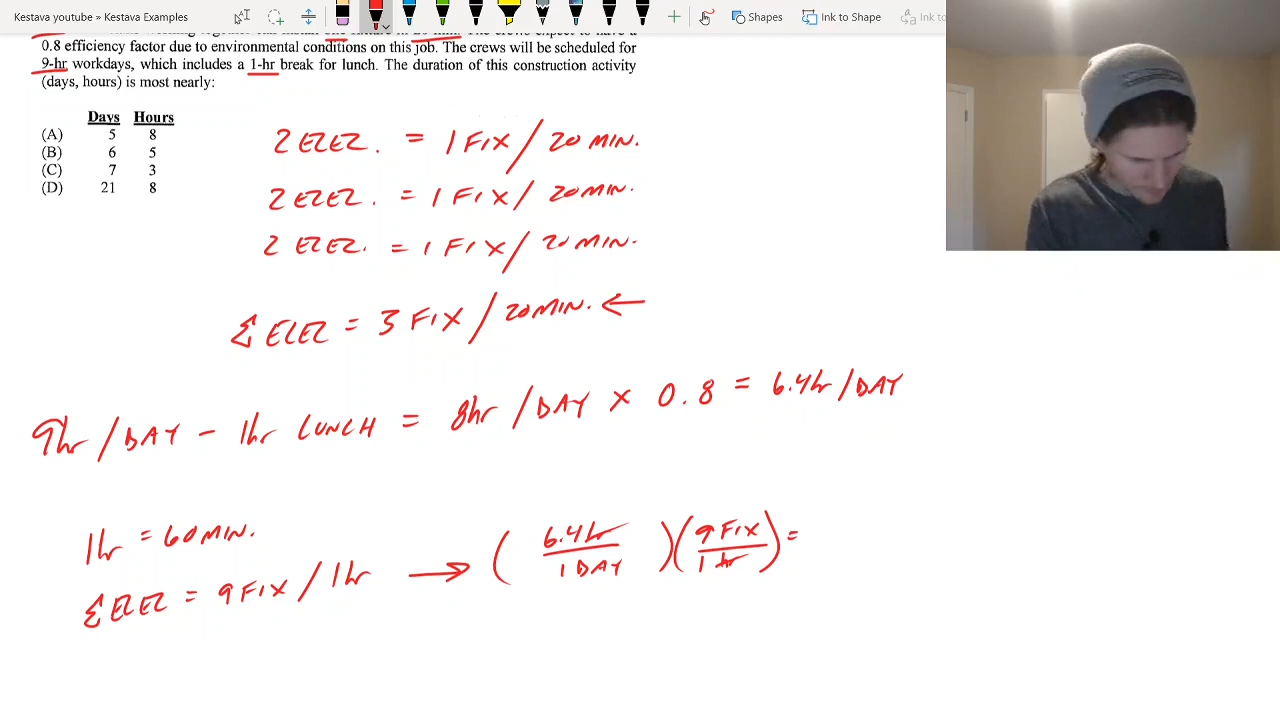 Kestava Problems | Kestava Examples
Shapes
Ink to Shape
Ink to
0.8 efficiency factor due to environmental conditions on this job. The crews will be scheduled for
9-hr workdays, which includes a 1-hr break for lunch. The duration of this construction activity
(days, hours) is most nearly:
Days Hours
(A) 5 8
(B) 6 5
(C) 7 3
(D) 21 8
2 ELEC. = 1 FIX / 20 MIN.
2 ELEC. = 1 FIX / 20 MIN.
2 ELEC. = 1 FIX / 20 MIN.
Σ ELEC = 3 FIX / 20 MIN. ←
9hr / DAY - 1hr LUNCH = 8hr / DAY x 0.8 = 6.4hr / DAY
1hr = 60 MIN.
Σ ELEC = 9 FIX / 1hr → (6.4hr / 1 DAY)(9 FIX / 1 hr) =